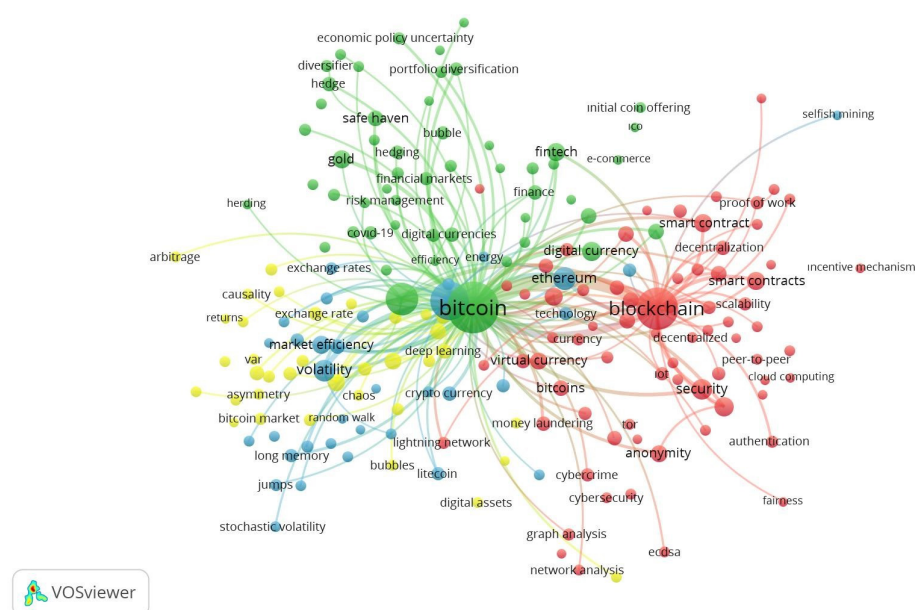 economic policy uncertainty
diversifier
portfolio diversification
hedge
initial coin offering
selfish mining
safe haven
ico
bubble
fintech
hedging
gold
e-commerce
financial markets
finance
risk management
herding
proof of work
smart contract
covid-19
digital currencies
decentralization
digital currency
arbitrage
efficiency
energy
exchange rates
incentive mechanism
ethereum
smart contracts
causality
bitcoin
blockchain
scalability
returns
exchange rate
technology
currency
decentralized
market efficiency
deep learning
var
virtual currency
peer-to-peer
volatility
iot
cloud computing
asymmetry
chaos
crypto currency
bitcoins
security
bitcoin market
random walk
money laundering
tor
lightning network
authentication
long memory
anonymity
bubbles
litecoin
cybercrime
jumps
cybersecurity
digital assets
fairness
stochastic volatility
graph analysis
ecdsa
network analysis
VOSviewer